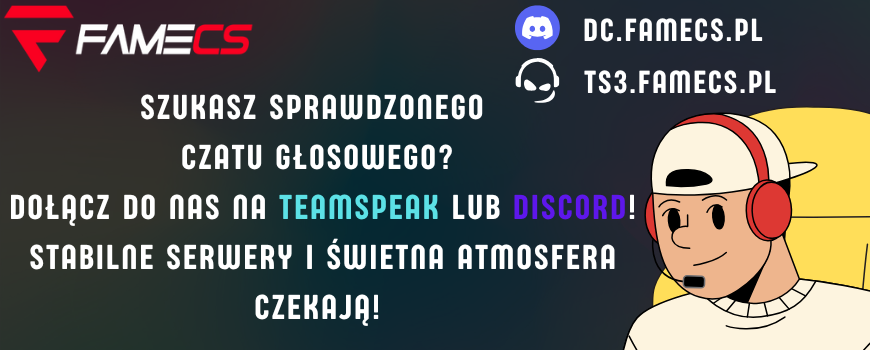 FAMECS
DC.FAMECS.PL
TS3.FAMECS.PL
SZUKASZ SPRAWDZONEGO
CZATU GŁOSOWEGO?
DOŁĄCZ DO NAS NA TEAMSPEAK LUB DISCORD!
STABILNE SERWERY I ŚWIETNA ATMOSFERA
CZEKAJĄ!